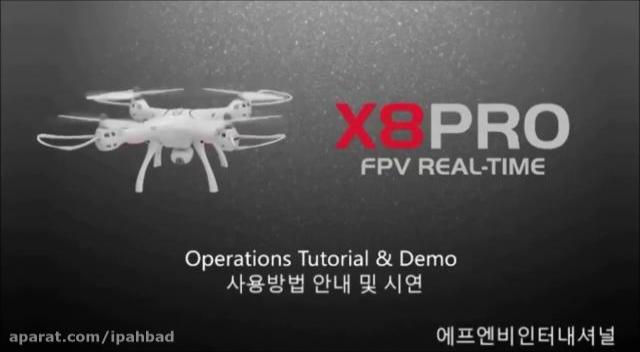 X8PRO
FPV REAL-TIME
Operations Tutorial & Demo
사용방법 안내 및 시연
aparat.com/ipahbad
에프엔비인터내셔널